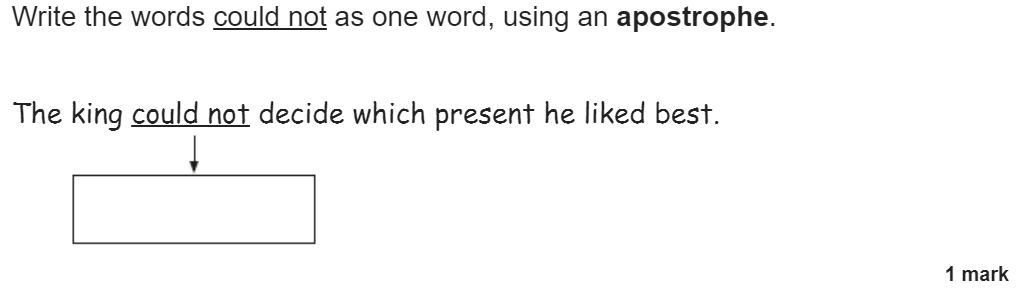 Write the words could not as one word, using an apostrophe.
The king could not decide which present he liked best.
1 mark